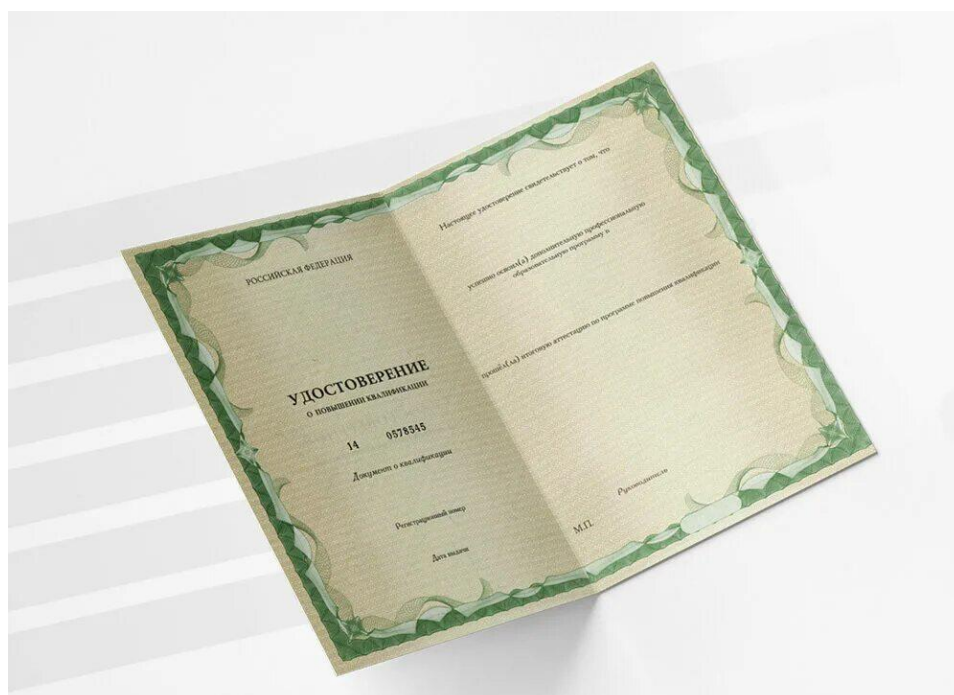 РОССИЙСКАЯ ФЕДЕРАЦИЯ
УДОСТОВЕРЕНИЕ
О ПОВЫШЕНИИ КВАЛИФИКАЦИИ
14 0578545
Документ о квалификации
Регистрационный номер
Дата выдачи
Настоящее удостоверение свидетельствует о том, что
успешно освоил(а) дополнительную профессиональную
образовательную программу в
прошёл(ла) итоговую аттестацию по программе повышения квалификации
Руководитель
М.П.